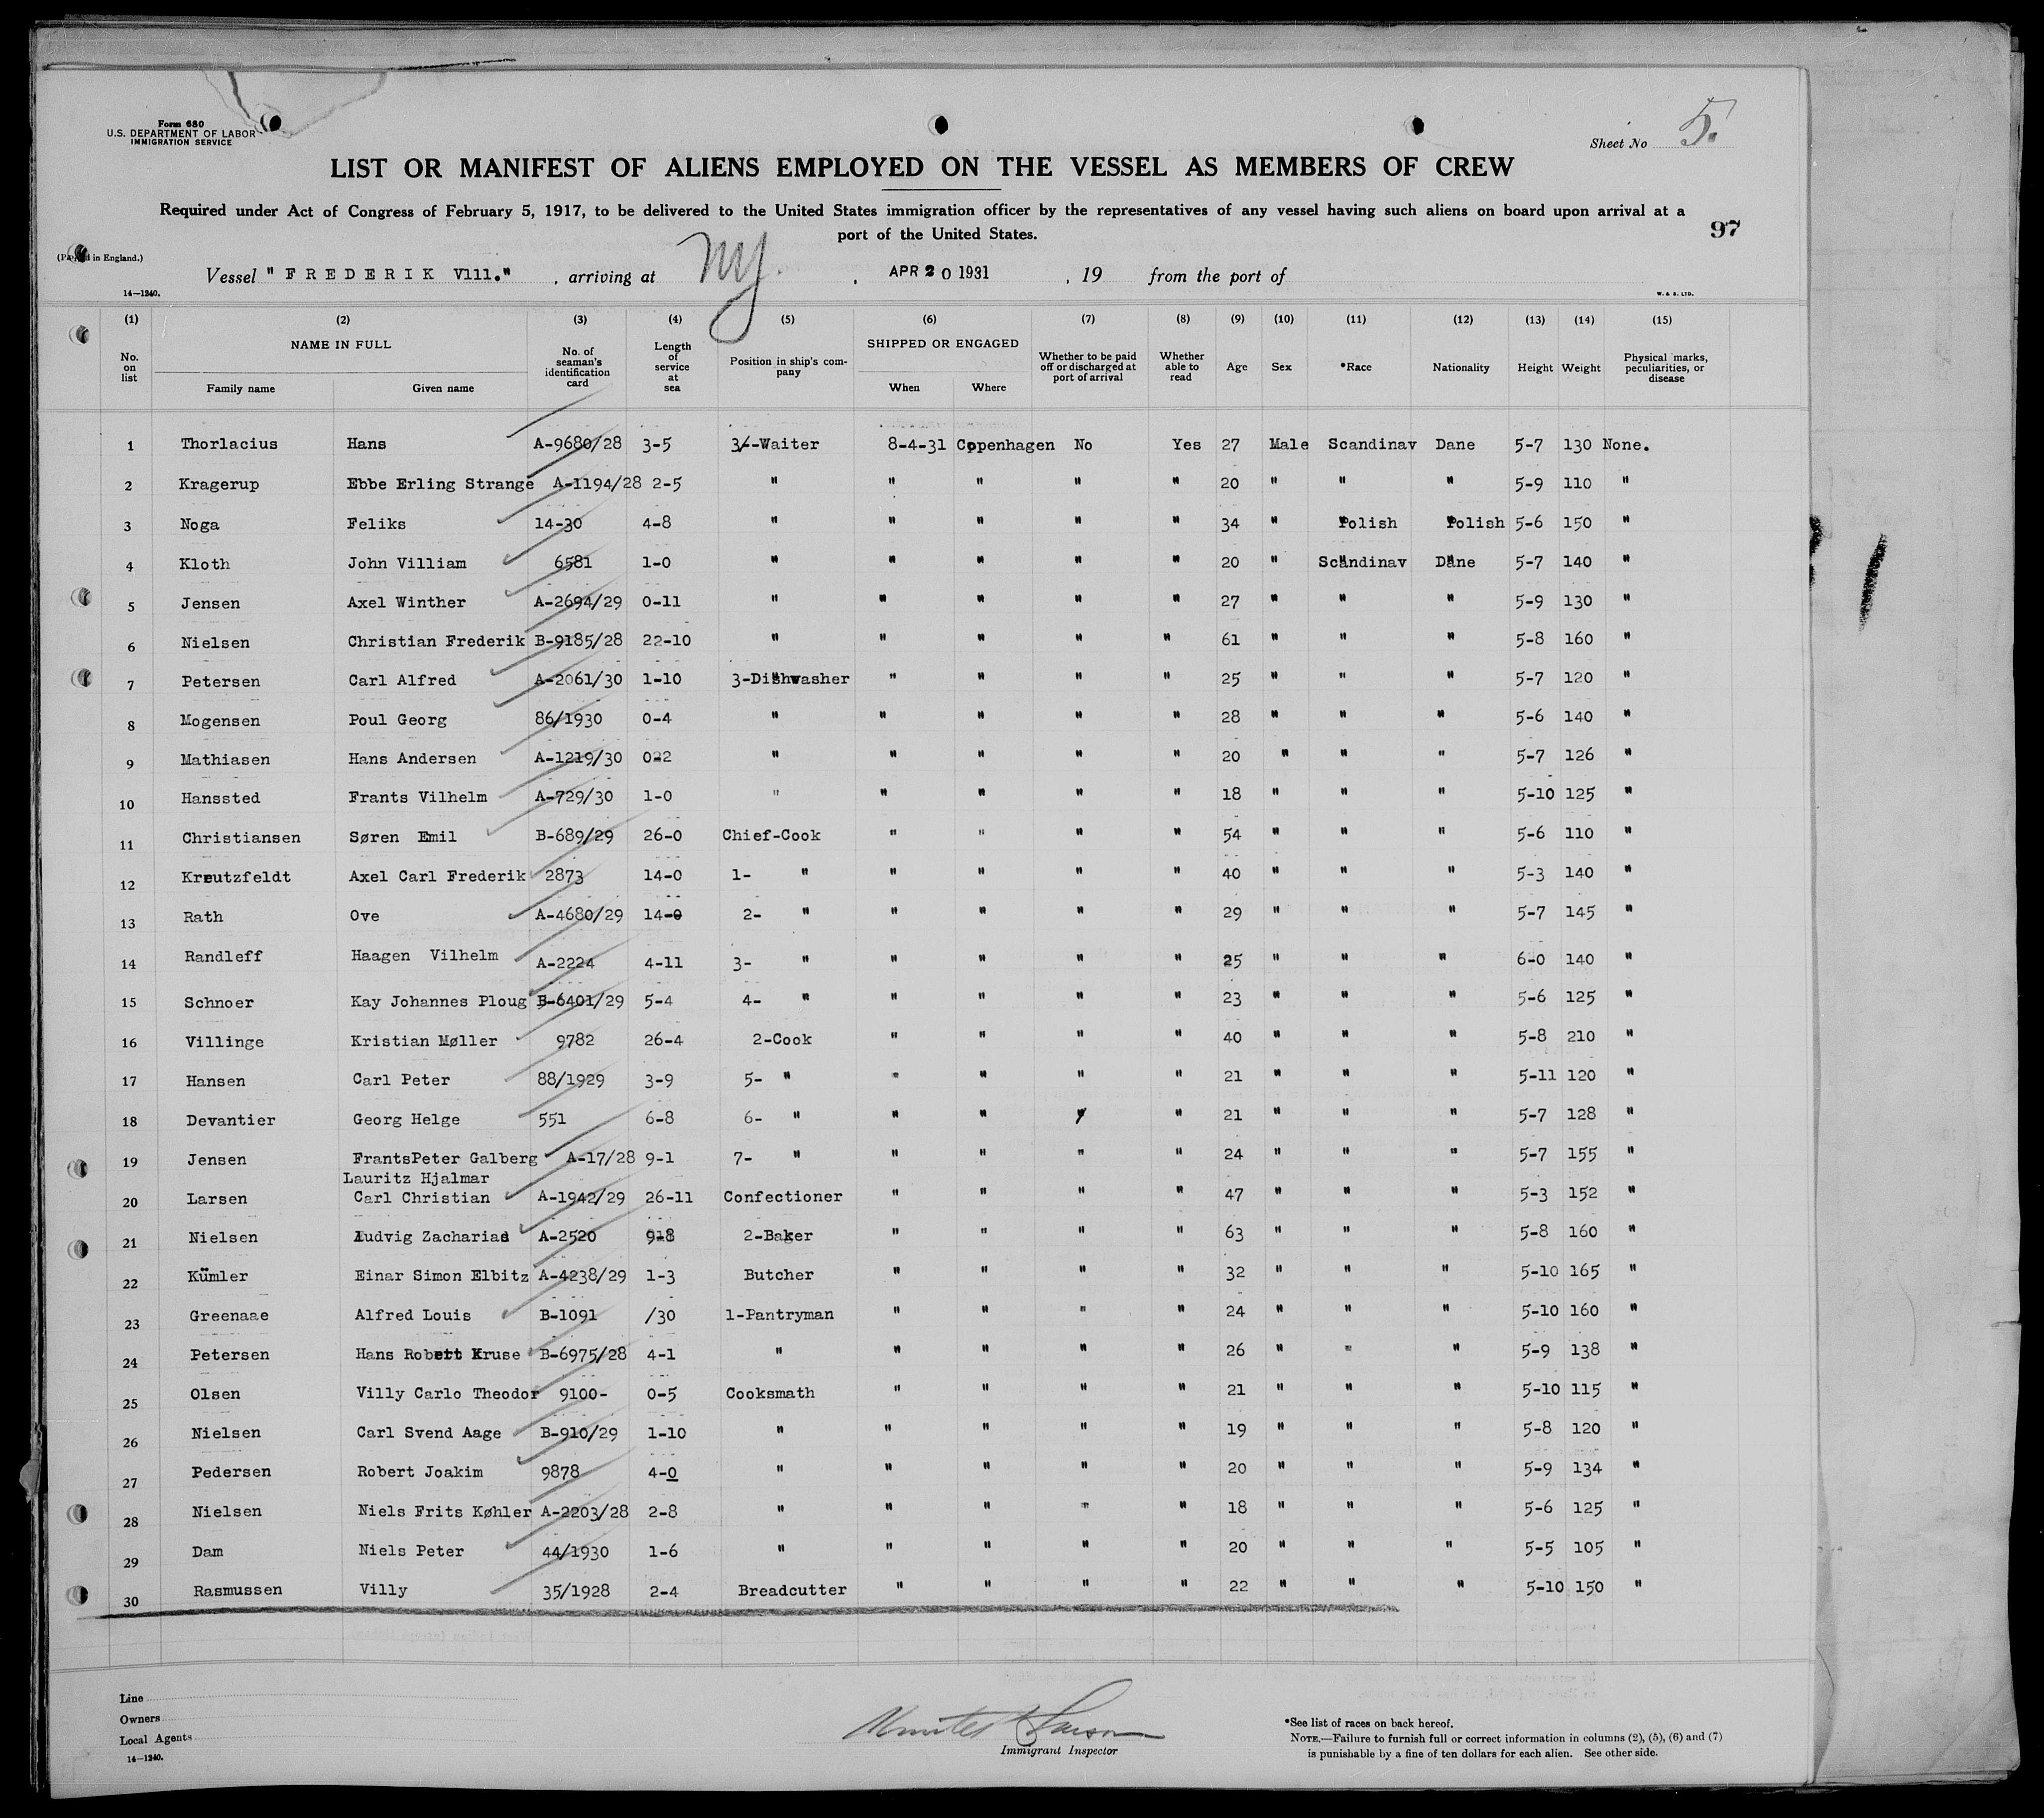 Form 680
U.S. DEPARTMENT OF LABOR
IMMIGRATION SERVICE
Sheet No 5.
LIST OR MANIFEST OF ALIENS EMPLOYED ON THE VESSEL AS MEMBERS OF CREW
Required under Act of Congress of February 5, 1917, to be delivered to the United States immigration officer by the representatives of any vessel having such aliens on board upon arrival at a
port of the United States.
97
(Printed in England.)
Vessel "FREDERIK V111." , arriving at NY. , APR 20 1931 , 19 from the port of
14—1240.
W. & S. LTD.
(1) (2) (3) (4) (5) (6) (7) (8) (9) (10) (11) (12) (13) (14) (15)
No. on list NAME IN FULL Family name Given name No. of seaman's identification card Length of service at sea Position in ship's company SHIPPED OR ENGAGED When Where Whether to be paid off or discharged at port of arrival Whether able to read Age Sex *Race Nationality Height Weight Physical marks, peculiarities, or disease
1 Thorlacius Hans A-9680/28 3-5 3/-Waiter 8-4-31 Copenhagen No Yes 27 Male Scandinav Dane 5-7 130 None.
2 Kragerup Ebbe Erling Strange A-1194/28 2-5 " " " " " 20 " " " 5-9 110 "
3 Noga Feliks 14-30 4-8 " " " " " 34 " Polish Polish 5-6 150 "
4 Kloth John Villiam 6581 1-0 " " " " " 20 " Scandinav Dane 5-7 140 "
5 Jensen Axel Winther A-2694/29 0-11 " " " " " 27 " " " 5-9 130 "
6 Nielsen Christian Frederik B-9185/28 22-10 " " " " " 61 " " " 5-8 160 "
7 Petersen Carl Alfred A-2061/30 1-10 3-Dishwasher " " " " 25 " " " 5-7 120 "
8 Mogensen Poul Georg 86/1930 0-4 " " " " " 28 " " " 5-6 140 "
9 Mathiasen Hans Andersen A-1219/30 0-2 " " " " " 20 " " " 5-7 126 "
10 Hanssted Frants Vilhelm A-729/30 1-0 " " " " " 18 " " " 5-10 125 "
11 Christiansen Søren Emil B-689/29 26-0 Chief-Cook " " " " 54 " " " 5-6 110 "
12 Kreutzfeldt Axel Carl Frederik 2873 14-0 1- " " " " " 40 " " " 5-3 140 "
13 Rath Ove A-4680/29 14-0 2- " " " " " 29 " " " 5-7 145 "
14 Randleff Haagen Vilhelm A-2224 4-11 3- " " " " " 25 " " " 6-0 140 "
15 Schnoer Kay Johannes Ploug B-6401/29 5-4 4- " " " " " 23 " " " 5-6 125 "
16 Villinge Kristian Møller 9782 26-4 2-Cook " " " " 40 " " " 5-8 210 "
17 Hansen Carl Peter 88/1929 3-9 5- " " " " " 21 " " " 5-11 120 "
18 Devantier Georg Helge 551 6-8 6- " " " " " 21 " " " 5-7 128 "
19 Jensen FrantsPeter Galberg A-17/28 9-1 7- " " " " " 24 " " " 5-7 155 "
Lauritz Hjalmar
20 Larsen Carl Christian A-1942/29 26-11 Confectioner " " " " 47 " " " 5-3 152 "
21 Nielsen Ludvig Zacharias A-2520 9-8 2-Baker " " " " 63 " " " 5-8 160 "
22 Kümler Einar Simon Elbitz A-4238/29 1-3 Butcher " " " " 32 " " " 5-10 165 "
23 Greenaae Alfred Louis B-1091 /30 1-Pantryman " " " " 24 " " " 5-10 160 "
24 Petersen Hans Robert Kruse B-6975/28 4-1 " " " " " 26 " " " 5-9 138 "
25 Olsen Villy Carlo Theodor 9100- 0-5 Cooksmath " " " " 21 " " " 5-10 115 "
26 Nielsen Carl Svend Aage B-910/29 1-10 " " " " " 19 " " " 5-8 120 "
27 Pedersen Robert Joakim 9878 4-0 " " " " " 20 " " " 5-9 134 "
28 Nielsen Niels Frits Køhler A-2203/28 2-8 " " " " " 18 " " " 5-6 125 "
29 Dam Niels Peter 44/1930 1-6 " " " " " 20 " " " 5-5 105 "
30 Rasmussen Villy 35/1928 2-4 Breadcutter " " " " 22 " " " 5-10 150 "
Line
Owners
Local Agents
14—1240.
Immigrant Inspector
*See list of races on back hereof.
NOTE.—Failure to furnish full or correct information in columns (2), (5), (6) and (7)
is punishable by a fine of ten dollars for each alien. See other side.